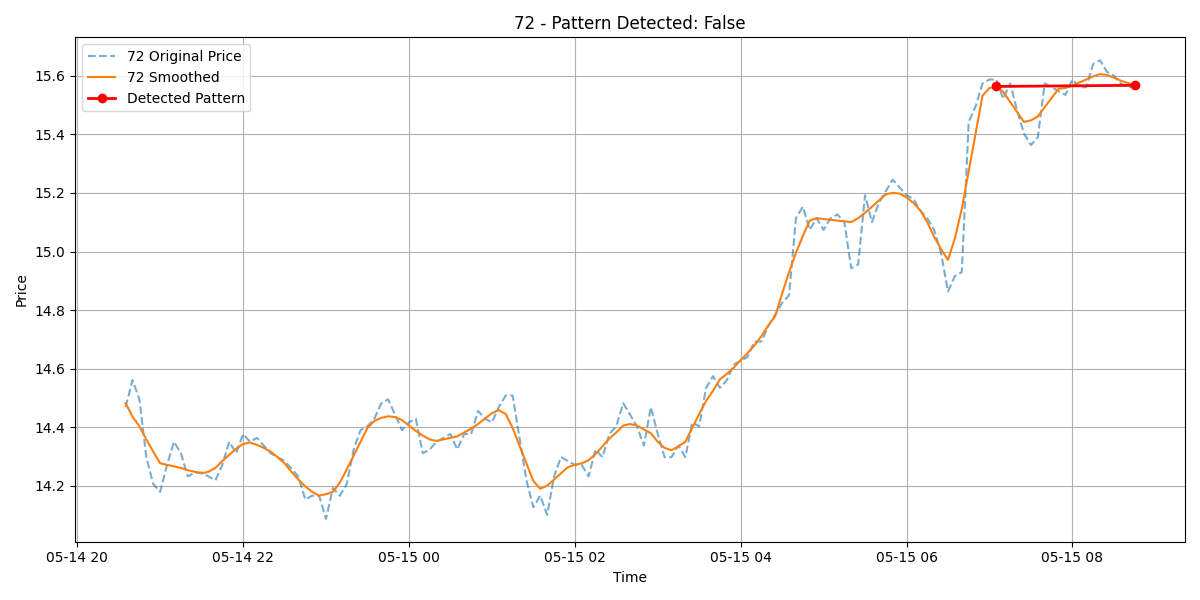 72 - Pattern Detected: False
72 Original Price
72 Smoothed
Detected Pattern
Price
15.6
15.4
15.2
15.0
14.8
14.6
14.4
14.2
05-14 20
05-14 22
05-15 00
05-15 02
05-15 04
05-15 06
05-15 08
Time